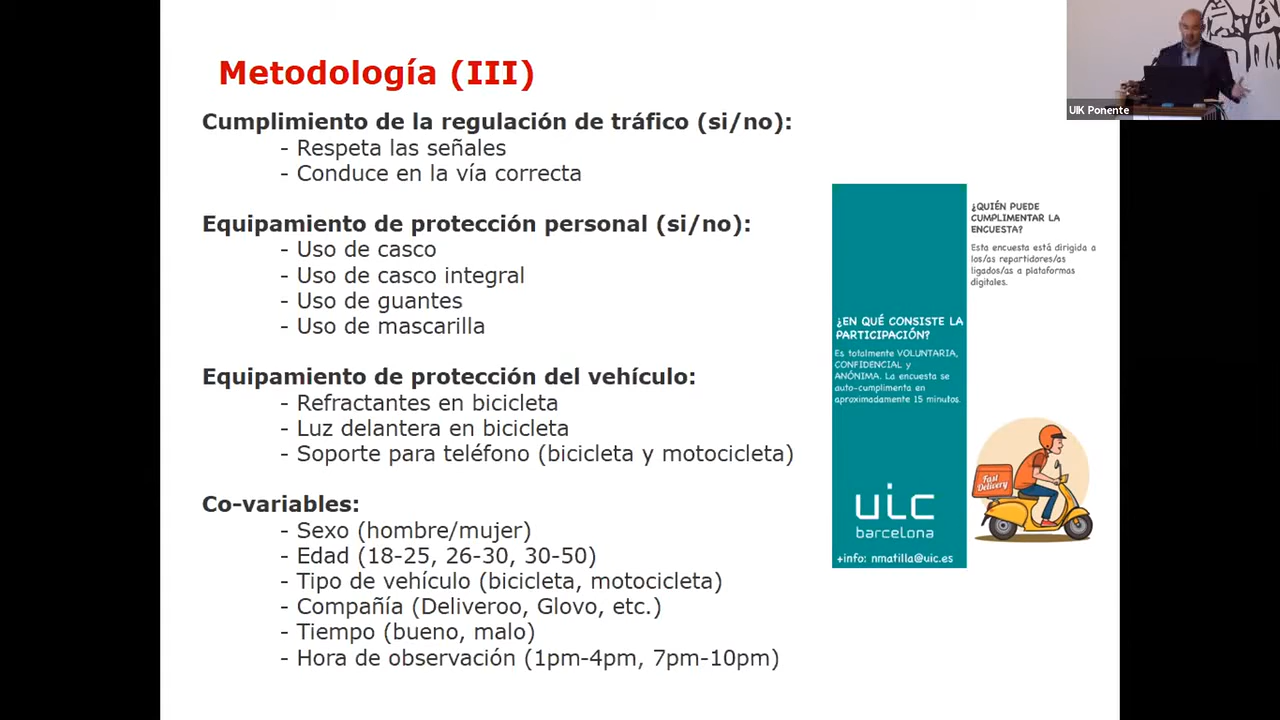 Metodología (III)
Cumplimiento de la regulación de tráfico (si/no):
- Respeta las señales
- Conduce en la vía correcta
Equipamiento de protección personal (si/no):
- Uso de casco
- Uso de casco integral
- Uso de guantes
- Uso de mascarilla
Equipamiento de protección del vehículo:
- Refractantes en bicicleta
- Luz delantera en bicicleta
- Soporte para teléfono (bicicleta y motocicleta)
Co-variables:
- Sexo (hombre/mujer)
- Edad (18-25, 26-30, 30-50)
- Tipo de vehículo (bicicleta, motocicleta)
- Compañía (Deliveroo, Glovo, etc.)
- Tiempo (bueno, malo)
- Hora de observación (1pm-4pm, 7pm-10pm)
¿EN QUÉ CONSISTE LA
PARTICIPACIÓN?
Es totalmente VOLUNTARIA,
CONFIDENCIAL y
ANÓNIMA. La encuesta se
auto-cumplimenta en
aproximadamente 15 minutos.
uic
barcelona
+info: nmatilla@uic.es
¿QUIÉN PUEDE
CUMPLIMENTAR LA
ENCUESTA?
Esta encuesta está dirigida a
los/as repartidores/as
ligados/as a plataformas
digitales.
Fast
Delivery
UIK Ponente